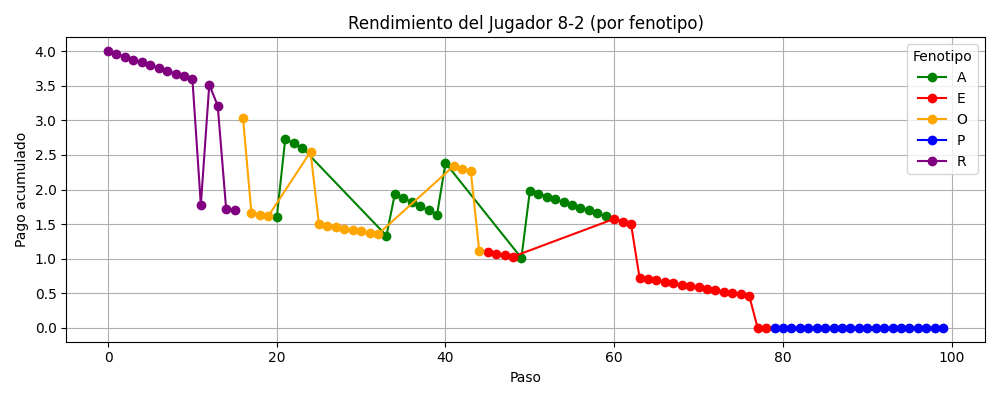 Rendimiento del Jugador 8-2 (por fenotipo)
Pago acumulado
4.0
3.5
3.0
2.5
2.0
1.5
1.0
0.5
0.0
Fenotipo
A
E
O
P
R
0 20 40 60 80 100
Paso